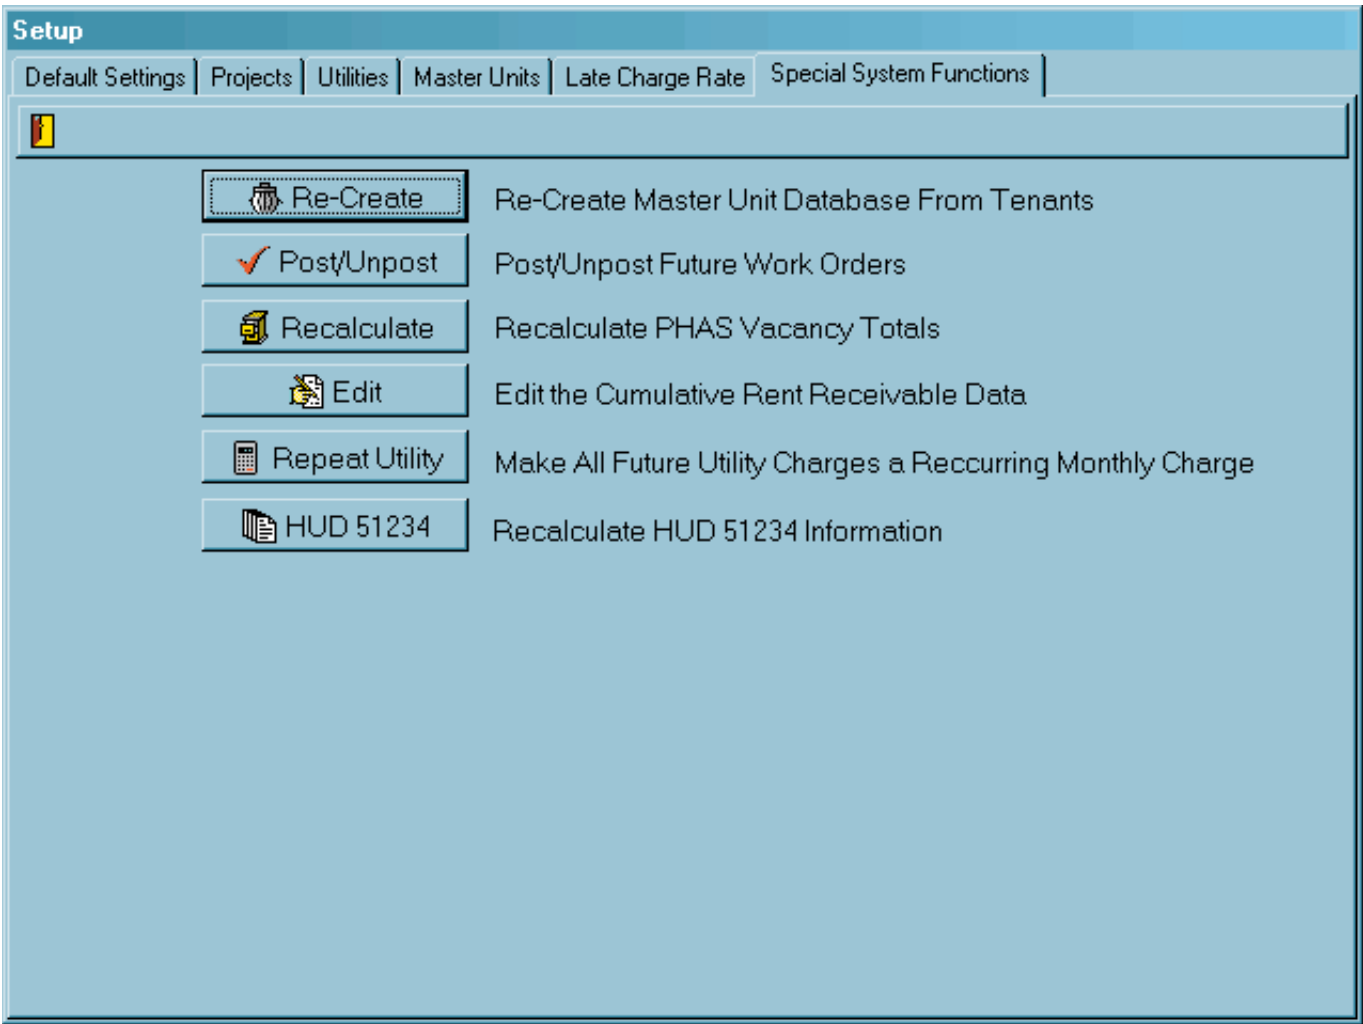 Setup
Default Settings Projects Utilities Master Units Late Charge Rate Special System Functions
Re-Create Re-Create Master Unit Database From Tenants
Post/Unpost Post/Unpost Future Work Orders
Recalculate Recalculate PHAS Vacancy Totals
Edit Edit the Cumulative Rent Receivable Data
Repeat Utility Make All Future Utility Charges a Reccurring Monthly Charge
HUD 51234 Recalculate HUD 51234 Information